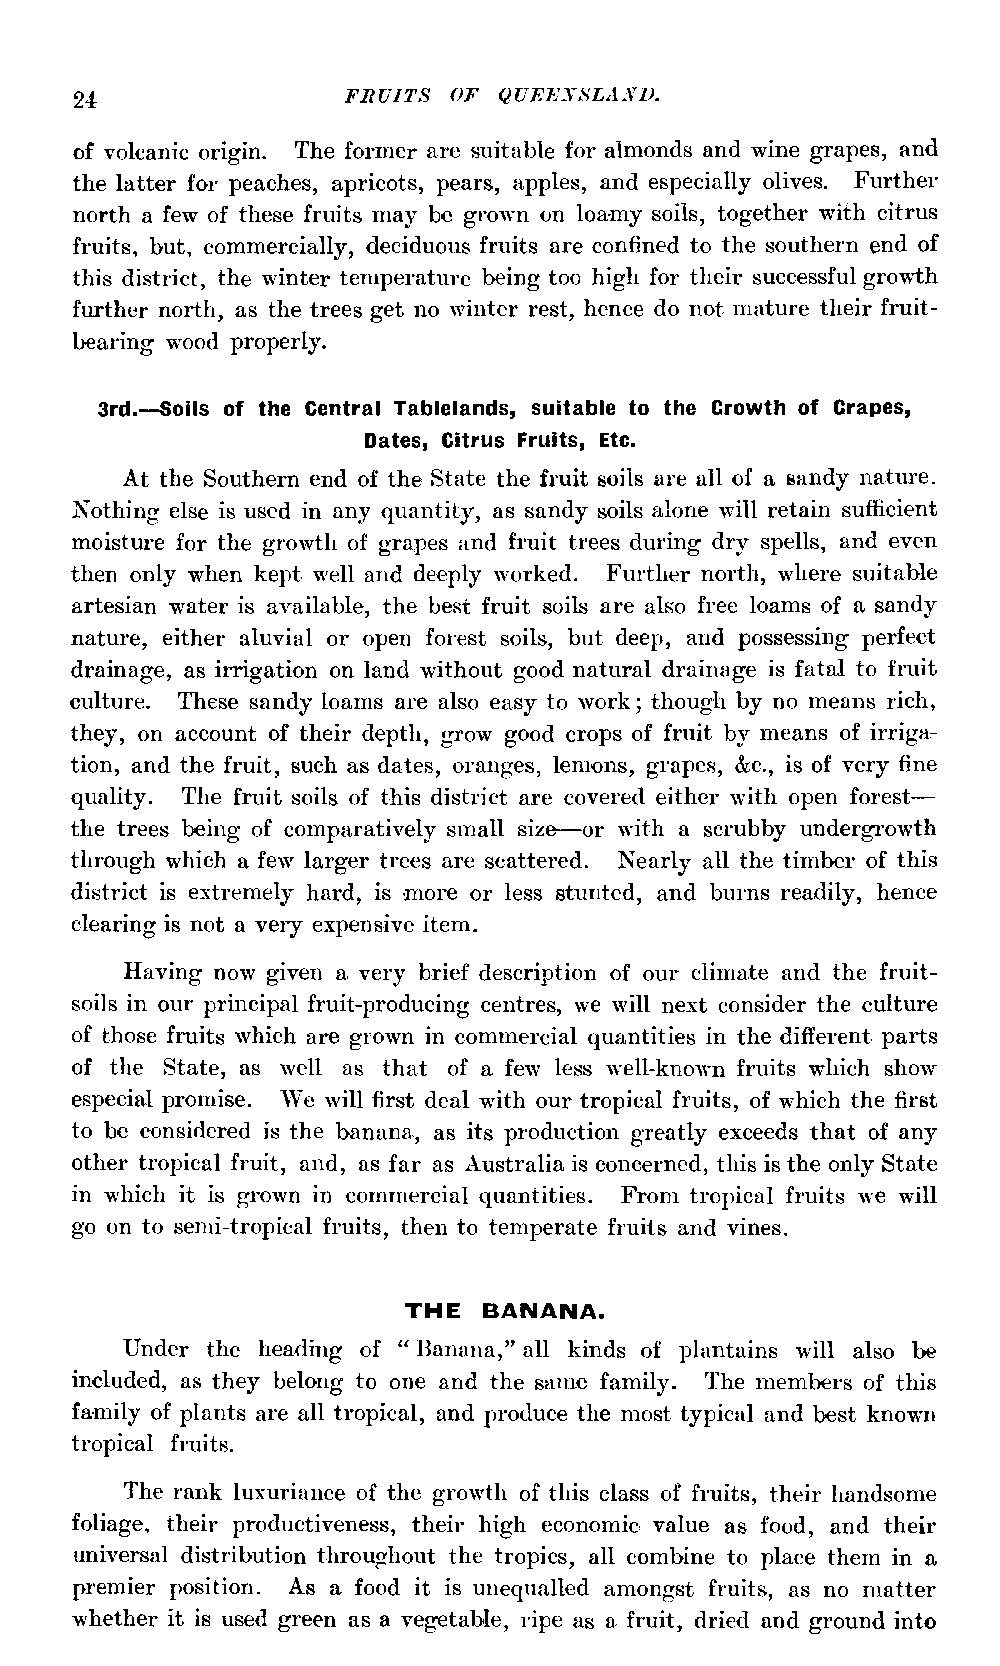 24 FRUITS OF QUEENSLAND.
of volcanic origin. The former are suitable for almonds and wine grapes, and
the latter for peaches, apricots, pears, apples, and especially olives. Further
north a few of these fruits may be grown on loamy soils, together with citrus
fruits, but, commercially, deciduous fruits are confined to the southern end of
this district, the winter temperature being too high for their successful growth
further north, as the trees get no winter rest, hence do not mature their fruit-
bearing wood properly.
3rd.—Soils of the Central Tablelands, suitable to the Growth of Grapes,
Dates, Citrus Fruits, Etc.
At the Southern end of the State the fruit soils are all of a sandy nature.
Nothing else is used in any quantity, as sandy soils alone will retain sufficient
moisture for the growth of grapes and fruit trees during dry spells, and even
then only when kept well and deeply worked. Further north, where suitable
artesian water is available, the best fruit soils are also free loams of a sandy
nature, either aluvial or open forest soils, but deep, and possessing perfect
drainage, as irrigation on land without good natural drainage is fatal to fruit
culture. These sandy loams are also easy to work; though by no means rich,
they, on account of their depth, grow good crops of fruit by means of irriga-
tion, and the fruit, such as dates, oranges, lemons, grapes, &c., is of very fine
quality. The fruit soils of this district are covered either with open forest—
the trees being of comparatively small size—or with a scrubby undergrowth
through which a few larger trees are scattered. Nearly all the timber of this
district is extremely hard, is more or less stunted, and burns readily, hence
clearing is not a very expensive item.
Having now given a very brief description of our climate and the fruit-
soils in our principal fruit-producing centres, we will next consider the culture
of those fruits which are grown in commercial quantities in the different parts
of the State, as well as that of a few less well-known fruits which show
especial promise. We will first deal with our tropical fruits, of which the first
to be considered is the banana, as its production greatly exceeds that of any
other tropical fruit, and, as far as Australia is concerned, this is the only State
in which it is grown in commercial quantities. From tropical fruits we will
go on to semi-tropical fruits, then to temperate fruits and vines.
THE BANANA.
Under the heading of "Banana," all kinds of plantains will also be
included, as they belong to one and the same family. The members of this
family of plants are all tropical, and produce the most typical and best known
tropical fruits.
The rank luxuriance of the growth of this class of fruits, their handsome
foliage, their productiveness, their high economic value as food, and their
universal distribution throughout the tropics, all combine to place them in a
premier position. As a food it is unequalled amongst fruits, as no matter
whether it is used green as a vegetable, ripe as a fruit, dried and ground into